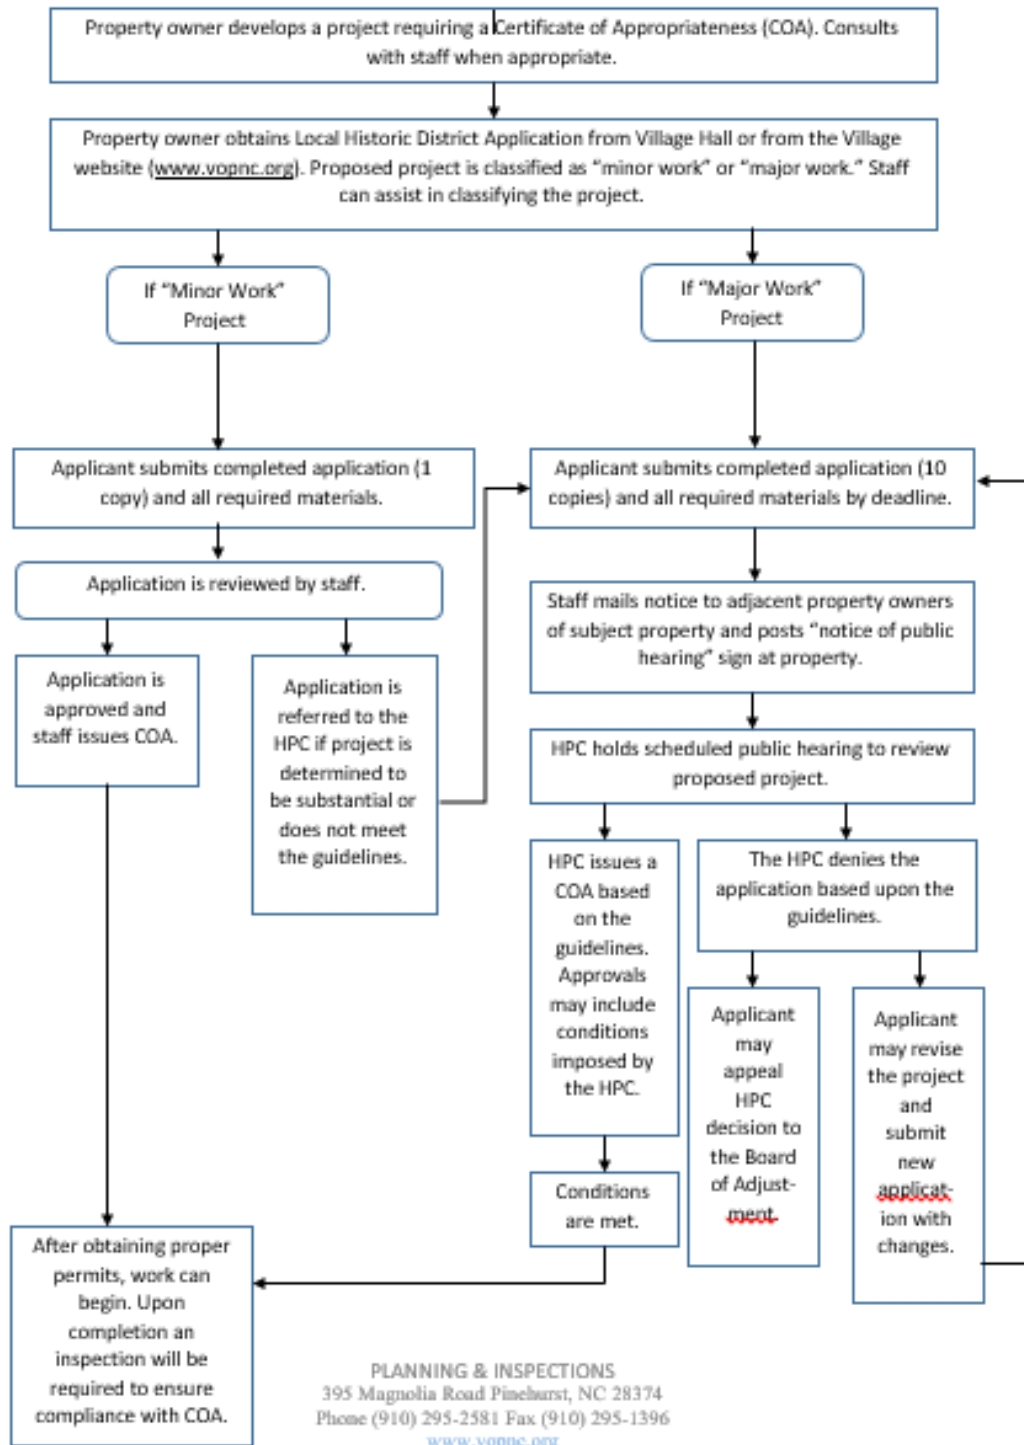 Property owner develops a project requiring a Certificate of Appropriateness (COA). Consults
with staff when appropriate.
Property owner obtains Local Historic District Application from Village Hall or from the Village
website (www.vopnc.org). Proposed project is classified as “minor work” or “major work.” Staff
can assist in classifying the project.
If “Minor Work”
Project
If “Major Work”
Project
Applicant submits completed application (1
copy) and all required materials.
Applicant submits completed application (10
copies) and all required materials by deadline.
Application is reviewed by staff.
Staff mails notice to adjacent property owners
of subject property and posts “notice of public
hearing” sign at property.
Application is
approved and
staff issues COA.
Application is
referred to the
HPC if project is
determined to
be substantial or
does not meet
the guidelines.
HPC holds scheduled public hearing to review
proposed project.
HPC issues a
COA based
on the
guidelines.
Approvals
may include
conditions
imposed by
the HPC.
The HPC denies the
application based upon the
guidelines.
Applicant
may
appeal
HPC
decision to
the Board
of Adjust-
ment.
Applicant
may revise
the project
and
submit
new
applicat-
ion with
changes.
Conditions
are met.
After obtaining proper
permits, work can
begin. Upon
completion an
inspection will be
required to ensure
compliance with COA.
PLANNING & INSPECTIONS
395 Magnolia Road Pinehurst, NC 28374
Phone (910) 295-2581 Fax (910) 295-1396
www.vopnc.org